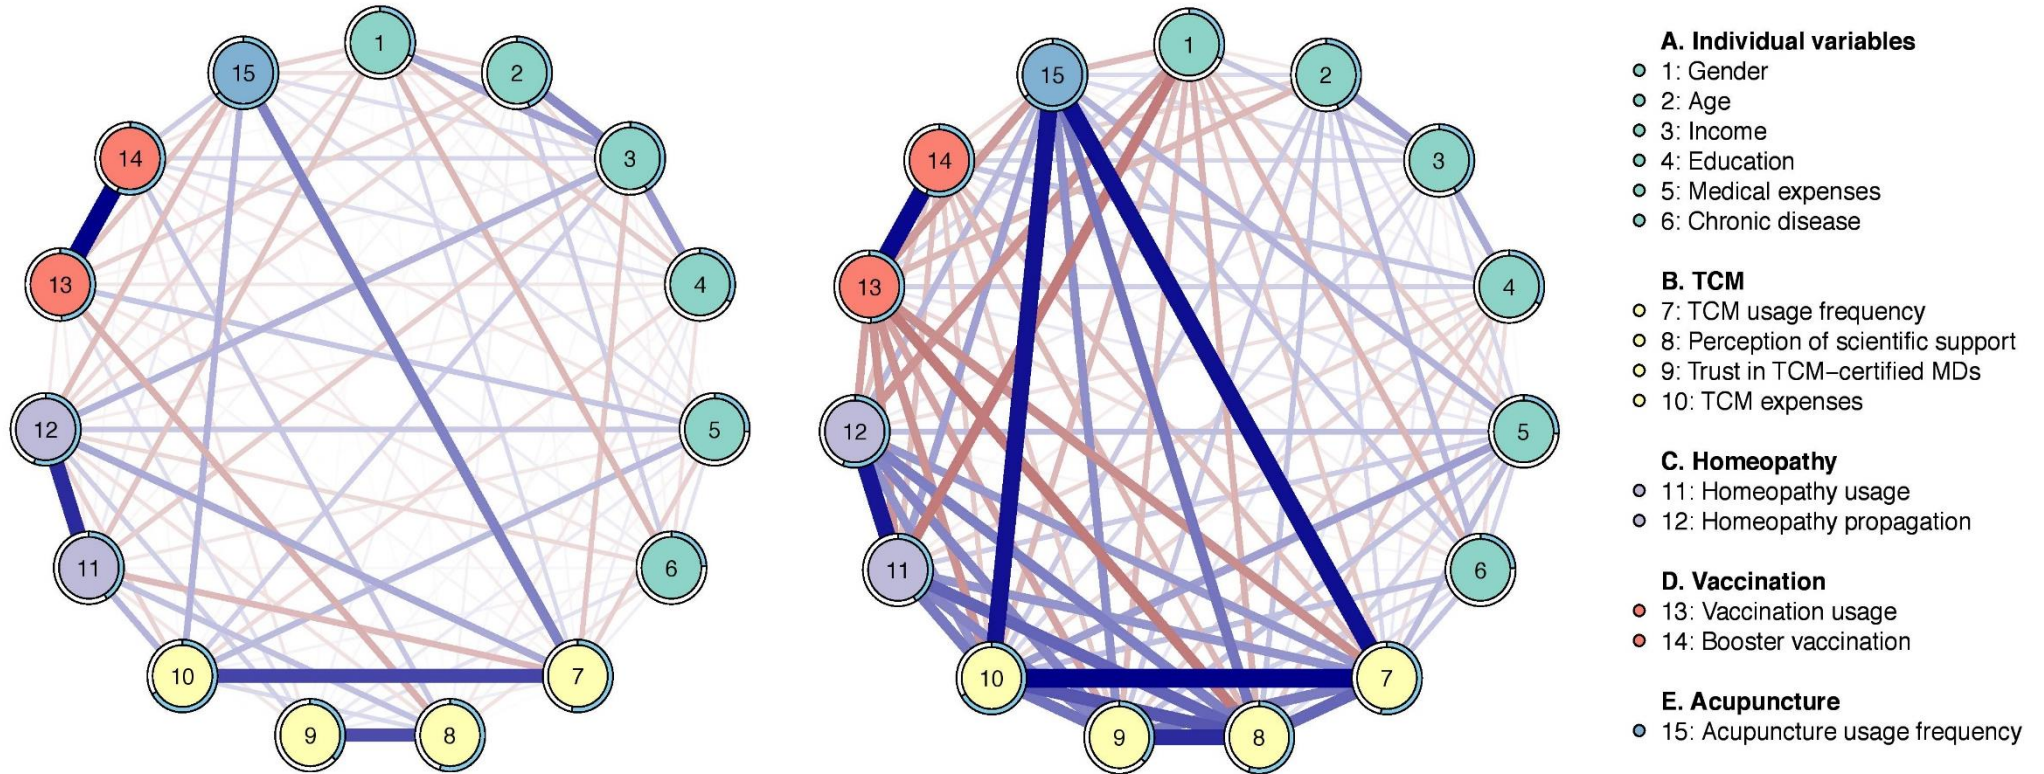 1
2
3
4
5
6
7
8
9
10
11
12
13
14
15
1
2
3
4
5
6
7
8
9
10
11
12
13
14
15
A. Individual variables
1: Gender
2: Age
3: Income
4: Education
5: Medical expenses
6: Chronic disease
B. TCM
7: TCM usage frequency
8: Perception of scientific support
9: Trust in TCM−certified MDs
10: TCM expenses
C. Homeopathy
11: Homeopathy usage
12: Homeopathy propagation
D. Vaccination
13: Vaccination usage
14: Booster vaccination
E. Acupuncture
15: Acupuncture usage frequency